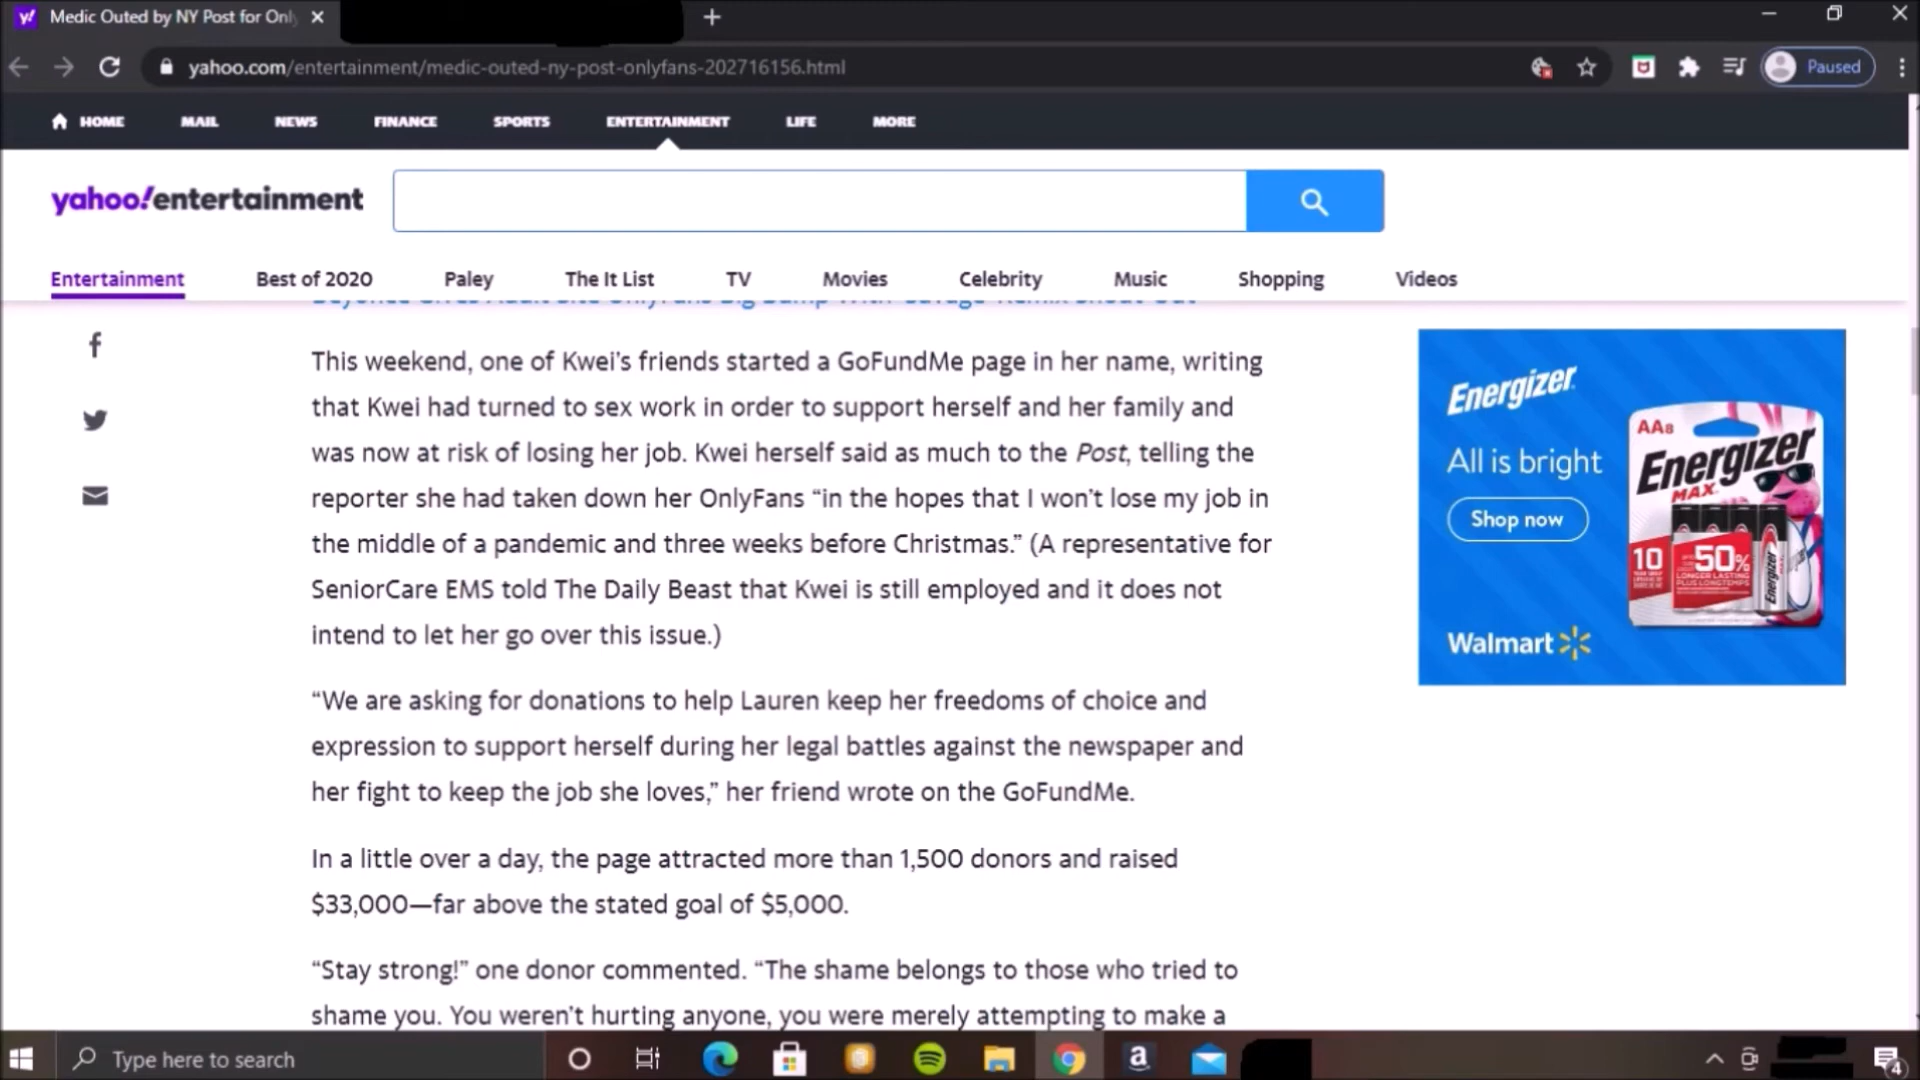 Medic Outed by NY Post for Onl
yahoo.com/entertainment/medic-outed-ny-post-onlyfans-202716156.html
Paused
HOME MAIL NEWS FINANCE SPORTS ENTERTAINMENT LIFE MORE
yahoo!entertainment
Entertainment Best of 2020 Paley The It List TV Movies Celebrity Music Shopping Videos
This weekend, one of Kwei’s friends started a GoFundMe page in her name, writing
that Kwei had turned to sex work in order to support herself and her family and
was now at risk of losing her job. Kwei herself said as much to the Post, telling the
reporter she had taken down her OnlyFans “in the hopes that I won’t lose my job in
the middle of a pandemic and three weeks before Christmas.” (A representative for
SeniorCare EMS told The Daily Beast that Kwei is still employed and it does not
intend to let her go over this issue.)
“We are asking for donations to help Lauren keep her freedoms of choice and
expression to support herself during her legal battles against the newspaper and
her fight to keep the job she loves,” her friend wrote on the GoFundMe.
In a little over a day, the page attracted more than 1,500 donors and raised
$33,000—far above the stated goal of $5,000.
“Stay strong!” one donor commented. “The shame belongs to those who tried to
shame you. You weren’t hurting anyone, you were merely attempting to make a
Energizer
All is bright
Shop now
Walmart
AA8
Energizer
MAX
10
50%
LONGER LASTING
Energizer
Type here to search
4